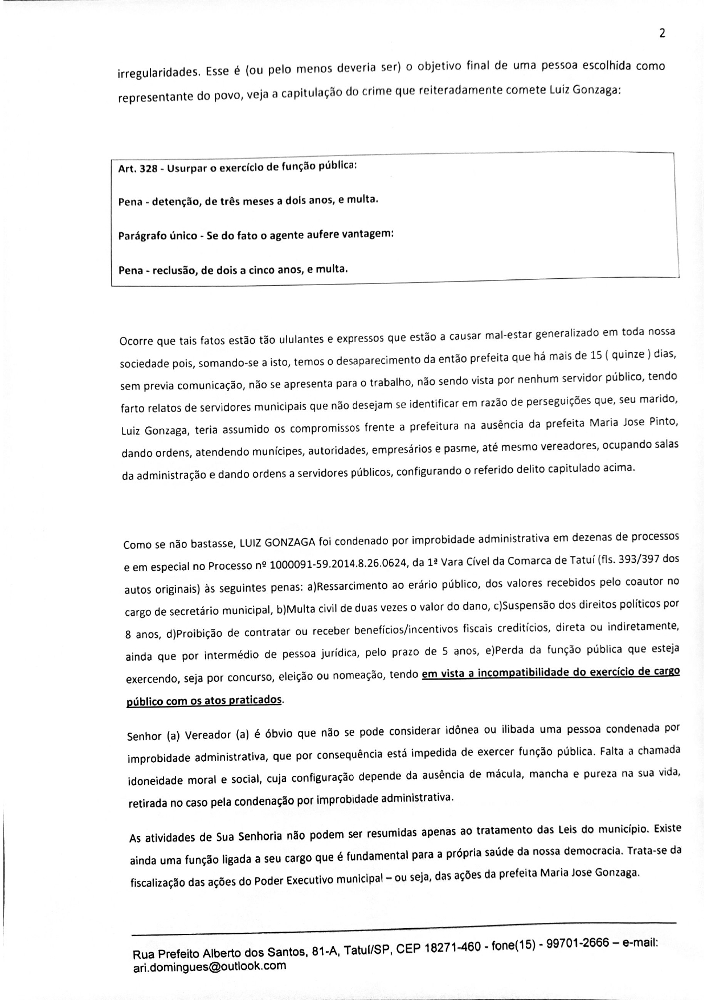 2
irregularidades. Esse é (ou pelo menos deveria ser) o objetivo final de uma pessoa escolhida como
representante do povo, veja a capitulação do crime que reiteradamente comete Luiz Gonzaga:
Art. 328 - Usurpar o exercício de função pública:
Pena - detenção, de três meses a dois anos, e multa.
Parágrafo único - Se do fato o agente aufere vantagem:
Pena - reclusão, de dois a cinco anos, e multa.
Ocorre que tais fatos estão tão ululantes e expressos que estão a causar mal-estar generalizado em toda nossa
sociedade pois, somando-se a isto, temos o desaparecimento da então prefeita que há mais de 15 ( quinze ) dias,
sem previa comunicação, não se apresenta para o trabalho, não sendo vista por nenhum servidor público, tendo
farto relatos de servidores municipais que não desejam se identificar em razão de perseguições que, seu marido,
Luiz Gonzaga, teria assumido os compromissos frente a prefeitura na ausência da prefeita Maria Jose Pinto,
dando ordens, atendendo munícipes, autoridades, empresários e pasme, até mesmo vereadores, ocupando salas
da administração e dando ordens a servidores públicos, configurando o referido delito capitulado acima.
Como se não bastasse, LUIZ GONZAGA foi condenado por improbidade administrativa em dezenas de processos
e em especial no Processo nº 1000091-59.2014.8.26.0624, da 1ª Vara Cível da Comarca de Tatuí (fls. 393/397 dos
autos originais) às seguintes penas: a)Ressarcimento ao erário público, dos valores recebidos pelo coautor no
cargo de secretário municipal, b)Multa civil de duas vezes o valor do dano, c)Suspensão dos direitos políticos por
8 anos, d)Proibição de contratar ou receber benefícios/incentivos fiscais creditícios, direta ou indiretamente,
ainda que por intermédio de pessoa jurídica, pelo prazo de 5 anos, e)Perda da função pública que esteja
exercendo, seja por concurso, eleição ou nomeação, tendo em vista a incompatibilidade do exercício de cargo
público com os atos praticados.
Senhor (a) Vereador (a) é óbvio que não se pode considerar idônea ou ilibada uma pessoa condenada por
improbidade administrativa, que por consequência está impedida de exercer função pública. Falta a chamada
idoneidade moral e social, cuja configuração depende da ausência de mácula, mancha e pureza na sua vida,
retirada no caso pela condenação por improbidade administrativa.
As atividades de Sua Senhoria não podem ser resumidas apenas ao tratamento das Leis do município. Existe
ainda uma função ligada a seu cargo que é fundamental para a própria saúde da nossa democracia. Trata-se da
fiscalização das ações do Poder Executivo municipal – ou seja, das ações da prefeita Maria Jose Gonzaga.
Rua Prefeito Alberto dos Santos, 81-A, Tatuí/SP, CEP 18271-460 - fone(15) - 99701-2666 – e-mail:
ari.domingues@outlook.com